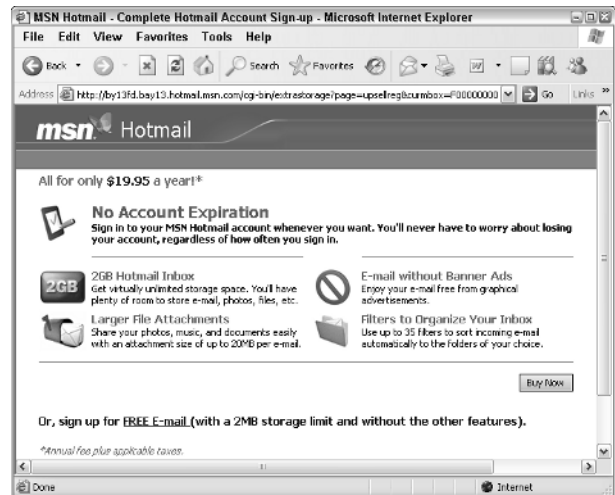 MSN Hotmail - Complete Hotmail Account Sign-up - Microsoft Internet Explorer
File Edit View Favorites Tools Help
Back Search Favorites
Address http://by13fd.bay13.hotmail.msn.com/cgi-bin/extrastorage?page=upsellreg&curmbox=F00000000 Go Links »
msn Hotmail
All for only $19.95 a year!*
No Account Expiration
Sign in to your MSN Hotmail account whenever you want. You'll never have to worry about losing
your account, regardless of how often you sign in.
2GB
2GB Hotmail Inbox
Get virtually unlimited storage space. You'll have
plenty of room to store e-mail, photos, files, etc.
E-mail without Banner Ads
Enjoy your e-mail free from graphical
advertisements.
Larger File Attachments
Share your photos, music, and documents easily
with an attachment size of up to 20MB per e-mail.
Filters to Organize Your Inbox
Use up to 35 filters to sort incoming e-mail
automatically to the folders of your choice.
Buy Now
Or, sign up for FREE E-mail (with a 2MB storage limit and without the other features).
*Annual fee plus applicable taxes.
Done Internet